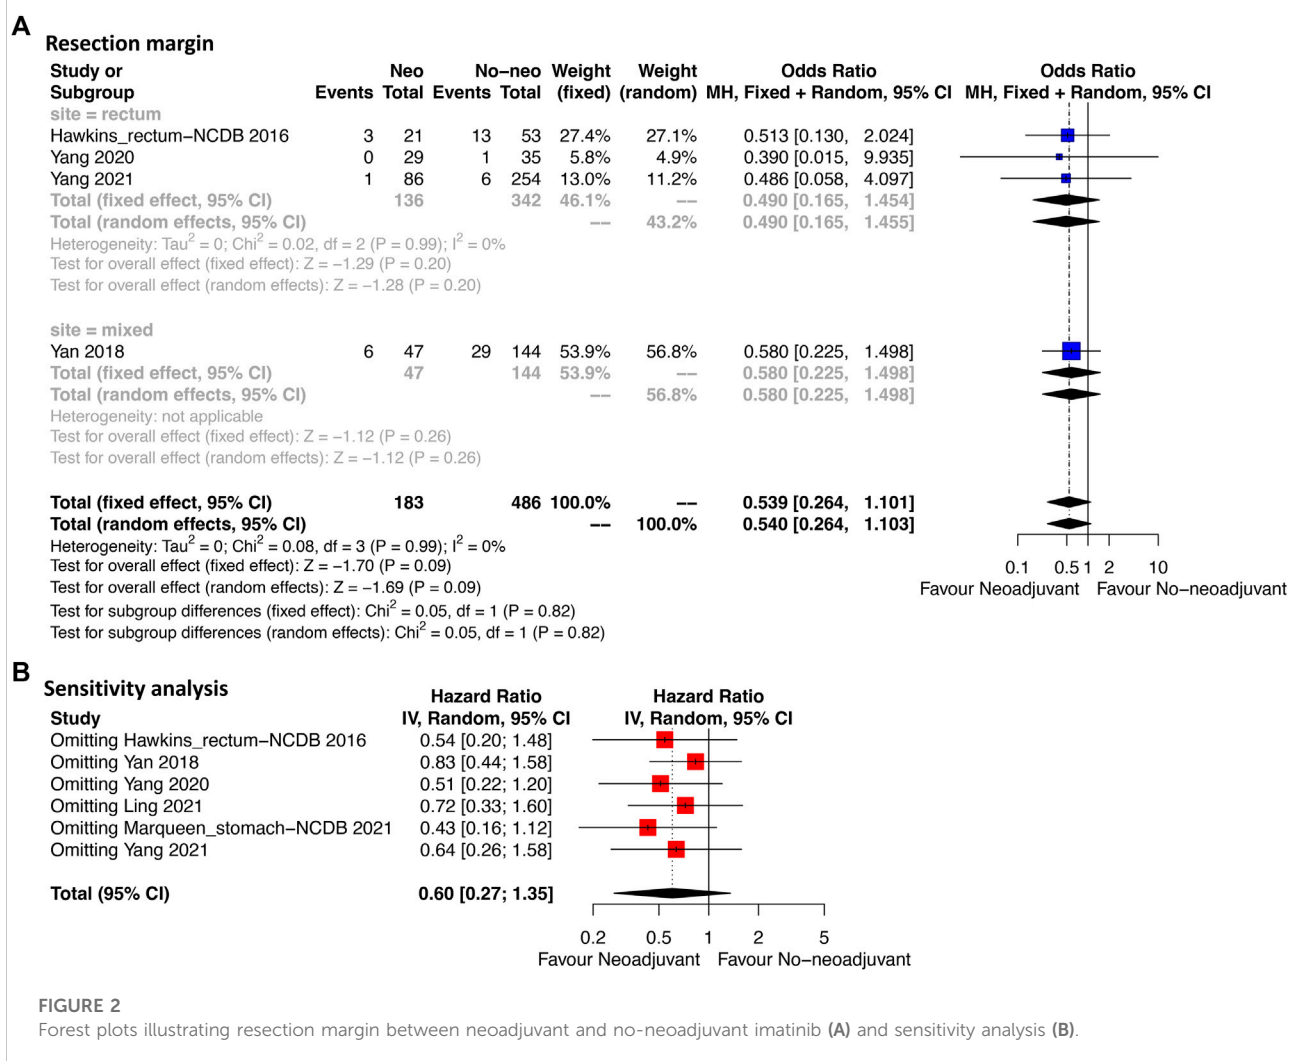 A
Resection margin
Study or Neo No–neo Weight Weight Odds Ratio Odds Ratio
Subgroup Events Total Events Total (fixed) (random) MH, Fixed + Random, 95% CI MH, Fixed + Random, 95% CI
site = rectum
Hawkins_rectum−NCDB 2016 3 21 13 53 27.4% 27.1% 0.513 [0.130, 2.024]
Yang 2020 0 29 1 35 5.8% 4.9% 0.390 [0.015, 9.935]
Yang 2021 1 86 6 254 13.0% 11.2% 0.486 [0.058, 4.097]
Total (fixed effect, 95% CI) 136 342 46.1% −− 0.490 [0.165, 1.454]
Total (random effects, 95% CI) −− 43.2% 0.490 [0.165, 1.455]
Heterogeneity: Tau² = 0; Chi² = 0.02, df = 2 (P = 0.99); I² = 0%
Test for overall effect (fixed effect): Z = −1.29 (P = 0.20)
Test for overall effect (random effects): Z = −1.28 (P = 0.20)
site = mixed
Yan 2018 6 47 29 144 53.9% 56.8% 0.580 [0.225, 1.498]
Total (fixed effect, 95% CI) 47 144 53.9% −− 0.580 [0.225, 1.498]
Total (random effects, 95% CI) −− 56.8% 0.580 [0.225, 1.498]
Heterogeneity: not applicable
Test for overall effect (fixed effect): Z = −1.12 (P = 0.26)
Test for overall effect (random effects): Z = −1.12 (P = 0.26)
Total (fixed effect, 95% CI) 183 486 100.0% −− 0.539 [0.264, 1.101]
Total (random effects, 95% CI) −− 100.0% 0.540 [0.264, 1.103]
Heterogeneity: Tau² = 0; Chi² = 0.08, df = 3 (P = 0.99); I² = 0%
Test for overall effect (fixed effect): Z = −1.70 (P = 0.09)
Test for overall effect (random effects): Z = −1.69 (P = 0.09)
Test for subgroup differences (fixed effect): Chi² = 0.05, df = 1 (P = 0.82)
Test for subgroup differences (random effects): Chi² = 0.05, df = 1 (P = 0.82)
0.1 0.5 1 2 10
Favour Neoadjuvant Favour No−neoadjuvant
B
Sensitivity analysis
Hazard Ratio Hazard Ratio
Study IV, Random, 95% CI IV, Random, 95% CI
Omitting Hawkins_rectum−NCDB 2016 0.54 [0.20; 1.48]
Omitting Yan 2018 0.83 [0.44; 1.58]
Omitting Yang 2020 0.51 [0.22; 1.20]
Omitting Ling 2021 0.72 [0.33; 1.60]
Omitting Marqueen_stomach−NCDB 2021 0.43 [0.16; 1.12]
Omitting Yang 2021 0.64 [0.26; 1.58]
Total (95% CI) 0.60 [0.27; 1.35]
0.2 0.5 1 2 5
Favour Neoadjuvant Favour No−neoadjuvant
FIGURE 2
Forest plots illustrating resection margin between neoadjuvant and no-neoadjuvant imatinib (A) and sensitivity analysis (B).